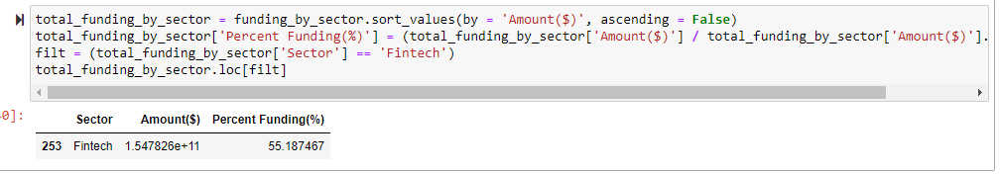 total_funding_by_sector = funding_by_sector.sort_values(by = 'Amount($)', ascending = False)
total_funding_by_sector['Percent Funding(%)'] = (total_funding_by_sector['Amount($)'] / total_funding_by_sector['Amount($)'].
filt = (total_funding_by_sector['Sector'] == 'Fintech')
total_funding_by_sector.loc[filt]
0]:
Sector Amount($) Percent Funding(%)
253 Fintech 1.547826e+11 55.187467